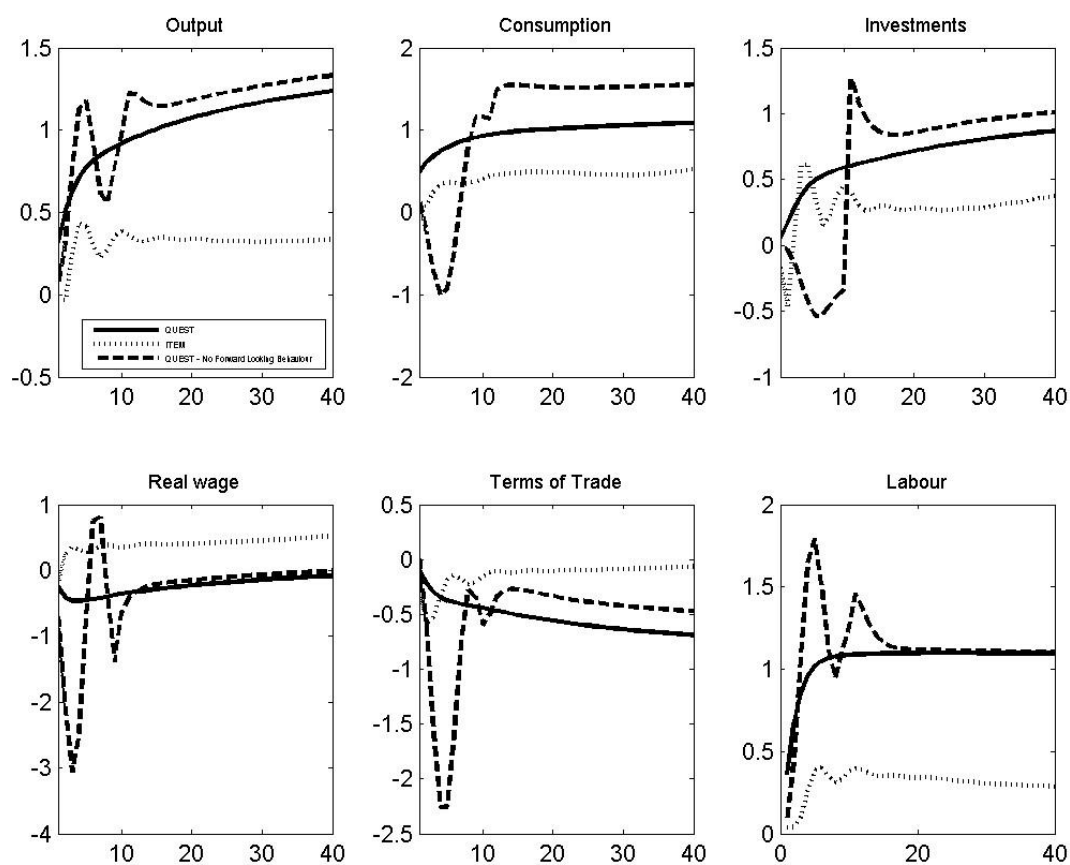 Output
1.5
1
0.5
0
-0.5
10 20 30 40
QUEST
ITEM
QUEST - No Forward Looking Behaviour
Consumption
2
1
0
-1
-2
10 20 30 40
Investments
1.5
1
0.5
0
-0.5
-1
10 20 30 40
Real wage
1
0
-1
-2
-3
-4
10 20 30 40
Terms of Trade
0.5
0
-0.5
-1
-1.5
-2
-2.5
10 20 30 40
Labour
2
1.5
1
0.5
0
0 10 20 30 40